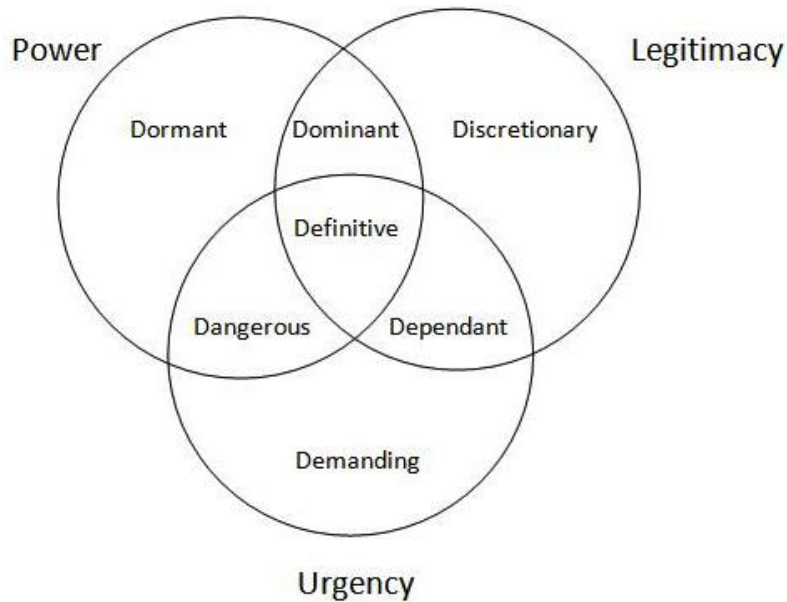 Power
Legitimacy
Dormant
Dominant
Discretionary
Definitive
Dangerous
Dependant
Demanding
Urgency